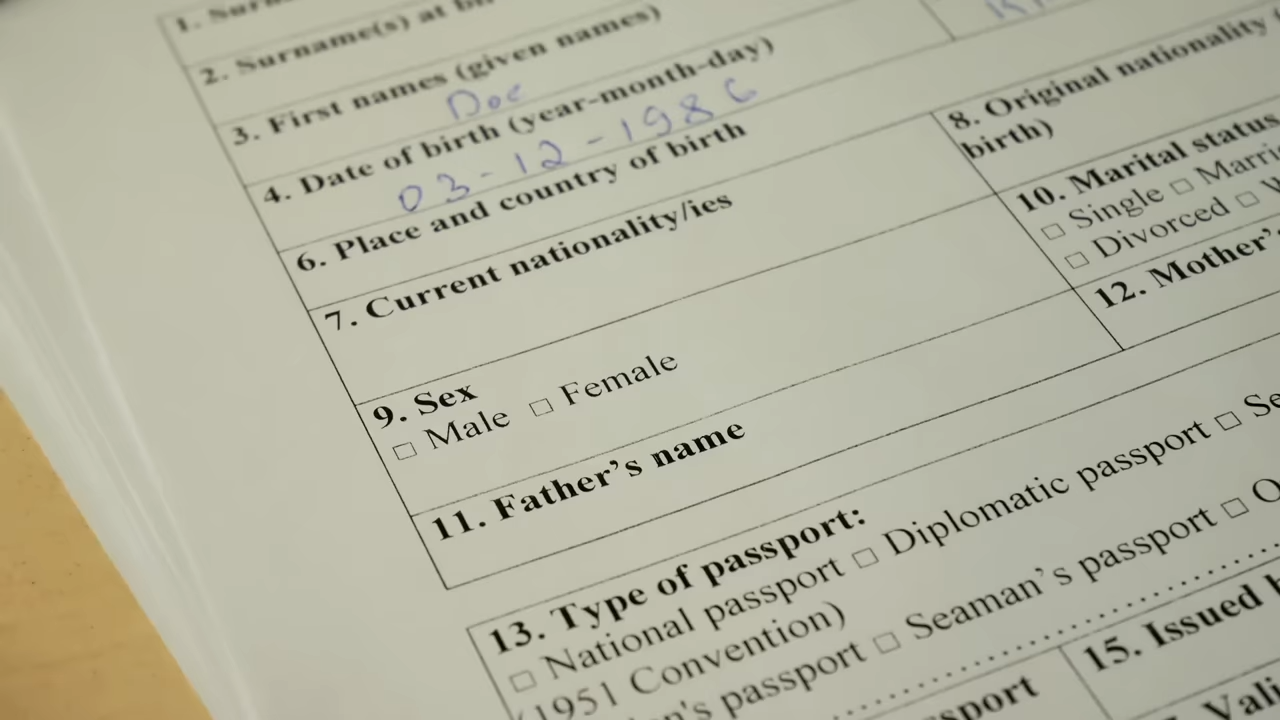 1.
2. Surname(s) at
3. First names (given names)
Doe
4. Date of birth (year-month-day)
03-12-1986
6. Place and country of birth
7. Current nationality/ies
8. Original nationality
birth)
9. Sex
□ Male □ Female
10. Marital status
□ Single □
□ Divorced □
11. Father's name
12. Mother's
13. Type of passport:
□ National passport □ Diplomatic passport □
(1951 Convention)
passport □ Seaman's passport □
15. Issued